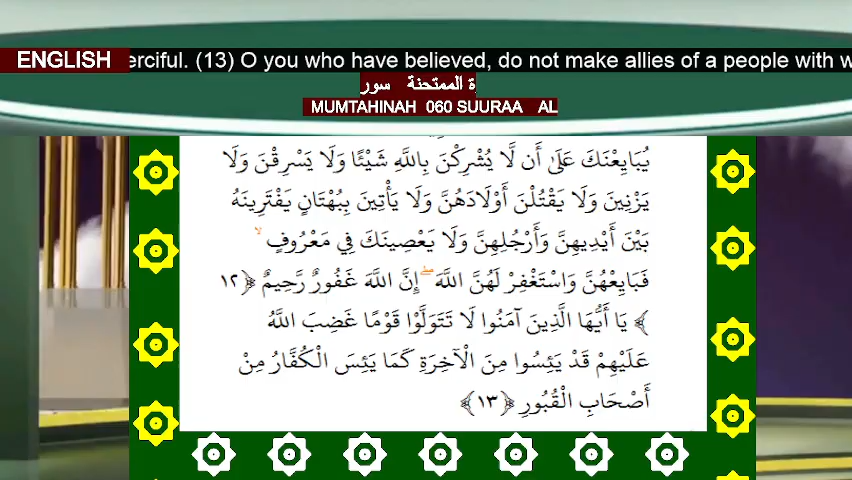 ENGLISH
erciful. (13) O you who have believed, do not make allies of a people with w
ة الممتحنة سور
MUMTAHINAH 060 SUURAA AL
يُبَايِعْنَكَ عَلَىٰ أَن لَّا يُشْرِكْنَ بِاللَّهِ شَيْئًا وَلَا يَسْرِقْنَ وَلَا
يَزْنِينَ وَلَا يَقْتُلْنَ أَوْلَادَهُنَّ وَلَا يَأْتِينَ بِبُهْتَانٍ يَفْتَرِينَهُ
بَيْنَ أَيْدِيهِنَّ وَأَرْجُلِهِنَّ وَلَا يَعْصِينَكَ فِي مَعْرُوفٍ ۙ
فَبَايِعْهُنَّ وَاسْتَغْفِرْ لَهُنَّ اللَّهَ ۖ إِنَّ اللَّهَ غَفُورٌ رَّحِيمٌ ﴿١٢
﴾ يَا أَيُّهَا الَّذِينَ آمَنُوا لَا تَتَوَلَّوْا قَوْمًا غَضِبَ اللَّهُ
عَلَيْهِمْ قَدْ يَئِسُوا مِنَ الْآخِرَةِ كَمَا يَئِسَ الْكُفَّارُ مِنْ
أَصْحَابِ الْقُبُورِ ﴿١٣﴾